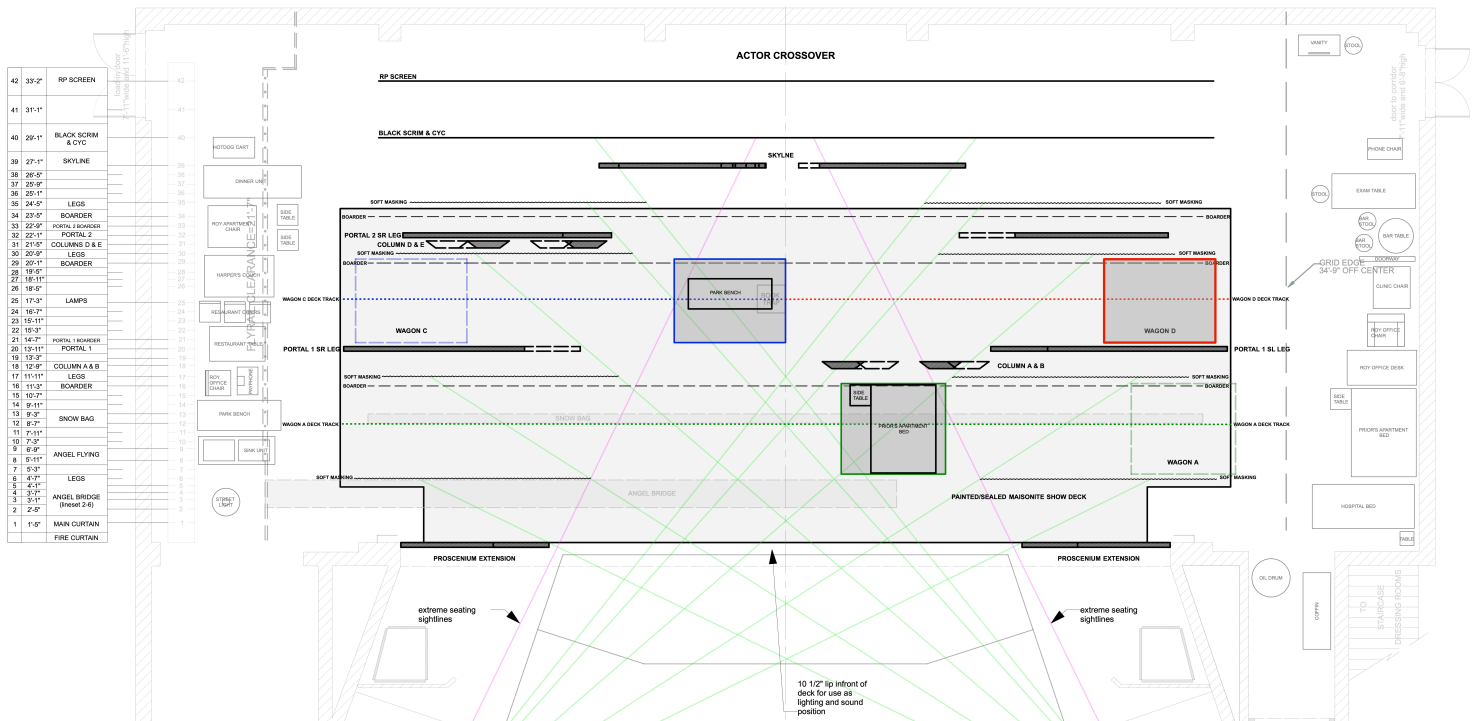 ACTOR CROSSOVER
RP SCREEN
BLACK SCRIM & CYC
SKYLNE
42 33'-2" RP SCREEN
41 31'-1"
40 29'-1" BLACK SCRIM & CYC
39 27'-1" SKYLINE
38 26'-5"
37 25'-9"
36 25'-1"
35 24'-5" LEGS
34 23'-5" BOARDER
33 22'-9" PORTAL 2 BOARDER
32 22'-1" PORTAL 2
31 21'-5" COLUMNS D & E
30 20'-9" LEGS
29 20'-1" BOARDER
28 19'-5"
27 18'-11"
26 18'-5"
25 17'-3" LAMPS
24 16'-7"
23 15'-11"
22 15'-3"
21 14'-7" PORTAL 1 BOARDER
20 13'-11" PORTAL 1
19 13'-3"
18 12'-9" COLUMN A & B
17 11'-11" LEGS
16 11'-3" BOARDER
15 10'-7"
14 9'-11"
13 9'-3" SNOW BAG
12 8'-7"
11 7'-11"
10 7'-3"
9 6'-9" ANGEL FLYING
8 5'-11"
7 5'-3"
6 4'-7" LEGS
5 4'-1"
4 3'-7" ANGEL BRIDGE
3 3'-1" (lineset 2-6)
2 2'-5"
1 1'-5" MAIN CURTAIN
FIRE CURTAIN
HOTDOG CART
DINNER UNIT
ROY APARTMENT CHAIR
SIDE TABLE
SIDE TABLE
HARPER'S COUCH
RESTAURANT TABLE
ROY OFFICE CHAIR
PAYPHONE
PARK BENCH
SINK UNIT
STREET LIGHT
SOFT MASKING
SOFT MASKING
BOARDER
BOARDER
PORTAL 2 SR LEG
COLUMN D & E
SOFT MASKING
SOFT MASKING
BOARDER
BOARDER
PARK BENCH
BOOK TRAP
WAGON C DECK TRACK
WAGON D DECK TRACK
WAGON C
WAGON D
PORTAL 1 SR LEG
PORTAL 1 SL LEG
COLUMN A & B
SOFT MASKING
SOFT MASKING
BOARDER
BOARDER
SIDE TABLE
SNOW BAG
WAGON A DECK TRACK
WAGON A DECK TRACK
PRIOR'S APARTMENT BED
WAGON A
SOFT MASKING
SOFT MASKING
ANGEL BRIDGE
PAINTED/SEALED MAISONITE SHOW DECK
PROSCENIUM EXTENSION
PROSCENIUM EXTENSION
extreme seating
sightlines
extreme seating
sightlines
10 1/2" lip infront of
deck for use as
lighting and sound
position
VANITY
STOOL
PHONE CHAIR
STOOL
EXAM TABLE
BAR STOOL
BAR STOOL
BAR TABLE
DOORWAY
GRID EDGE
34'-9" OFF CENTER
CLINIC CHAIR
ROY OFFICE CHAIR
ROY OFFICE DESK
SIDE TABLE
PRIOR'S APARTMENT BED
HOSPITAL BED
TABLE
OIL DRUM
COFFIN
TO
STAIRCASE
DRESSING ROOMS